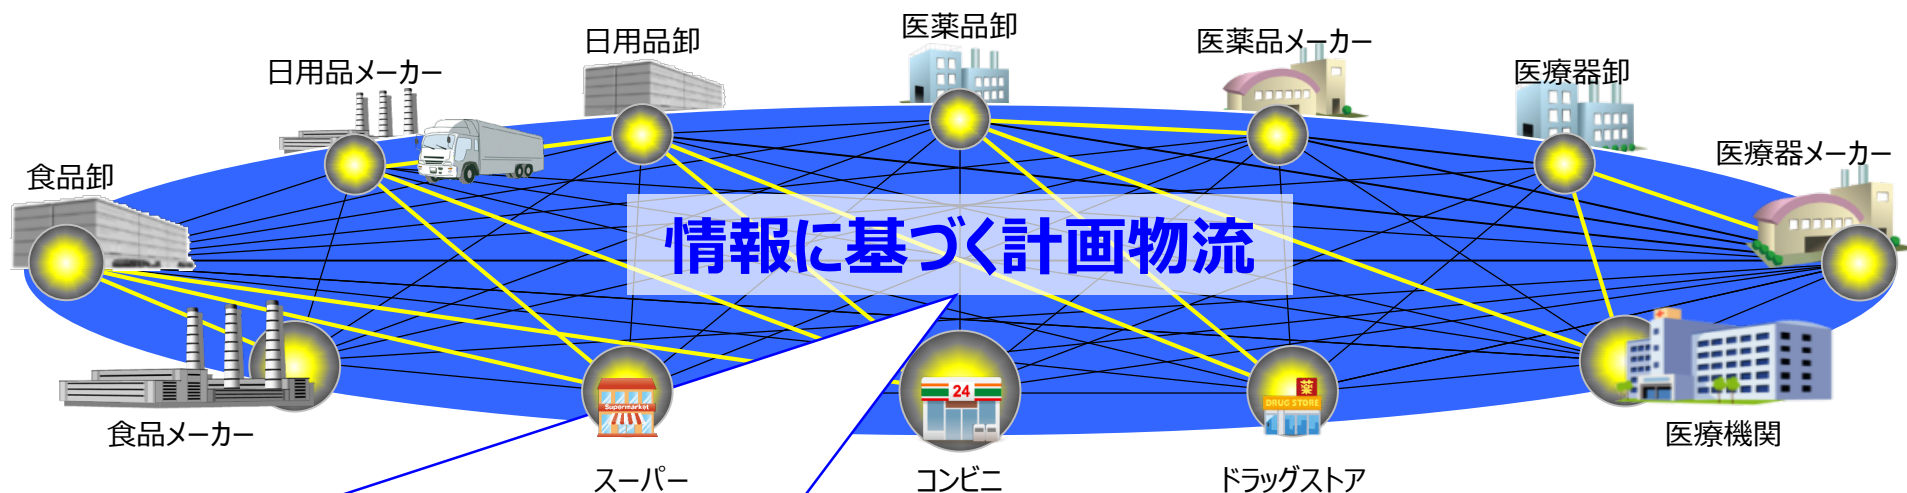 医薬品卸
日用品卸
医薬品メーカー
日用品メーカー
医療器卸
医療器メーカー
食品卸
情報に基づく計画物流
24
薬
Supermarket
DRUG STORE
食品メーカー
医療機関
スーパー
コンビニ
ドラッグストア